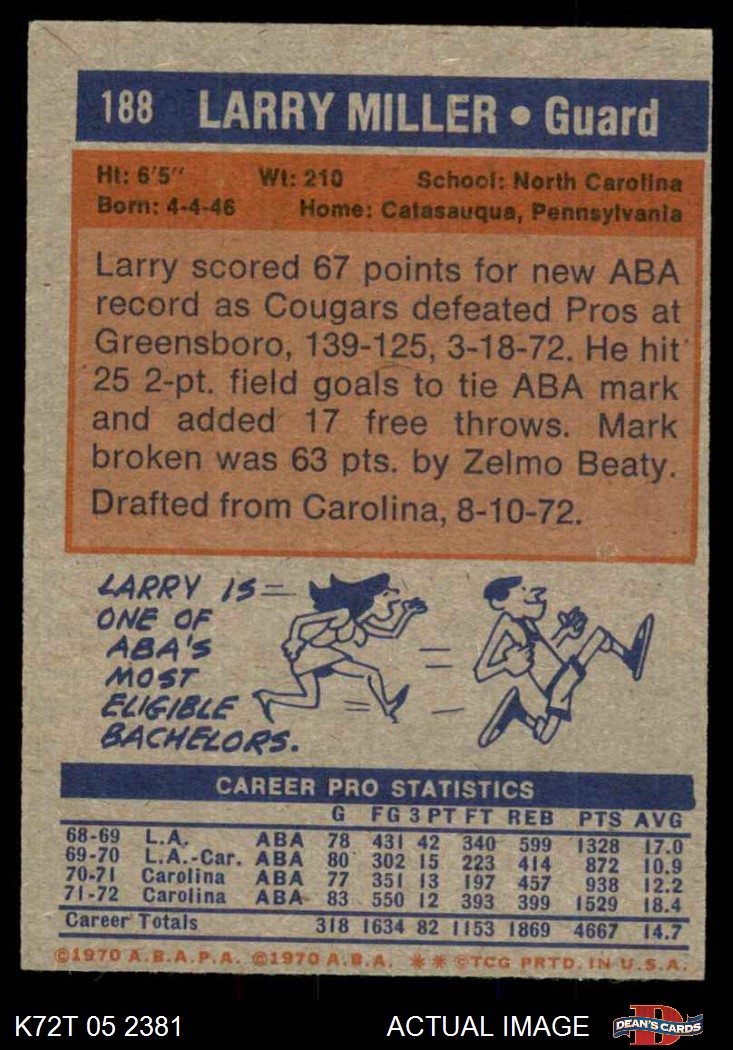 188 LARRY MILLER • Guard
Ht: 6'5" Wt: 210 School: North Carolina
Born: 4-4-46 Home: Catasauqua, Pennsylvania
Larry scored 67 points for new ABA
record as Cougars defeated Pros at
Greensboro, 139-125, 3-18-72. He hit
25 2-pt. field goals to tie ABA mark
and added 17 free throws. Mark
broken was 63 pts. by Zelmo Beaty.
Drafted from Carolina, 8-10-72.
LARRY IS
ONE OF
ABA'S
MOST
ELIGIBLE
BACHELORS.
CAREER PRO STATISTICS
G FG 3 PT FT REB PTS AVG
68-69 L.A. ABA 78 431 42 340 599 1328 17.0
69-70 L.A.-Car. ABA 80 302 15 223 414 872 10.9
70-71 Carolina ABA 77 351 13 197 457 938 12.2
71-72 Carolina ABA 83 550 12 393 399 1529 18.4
Career Totals 318 1634 82 1153 1869 4667 14.7
©1970 A.B.A.P.A. ©1970 A.B.A. ** ©TCG PRTD. IN U.S.A.
K72T 05 2381 ACTUAL IMAGE D DEAN'S CARDS